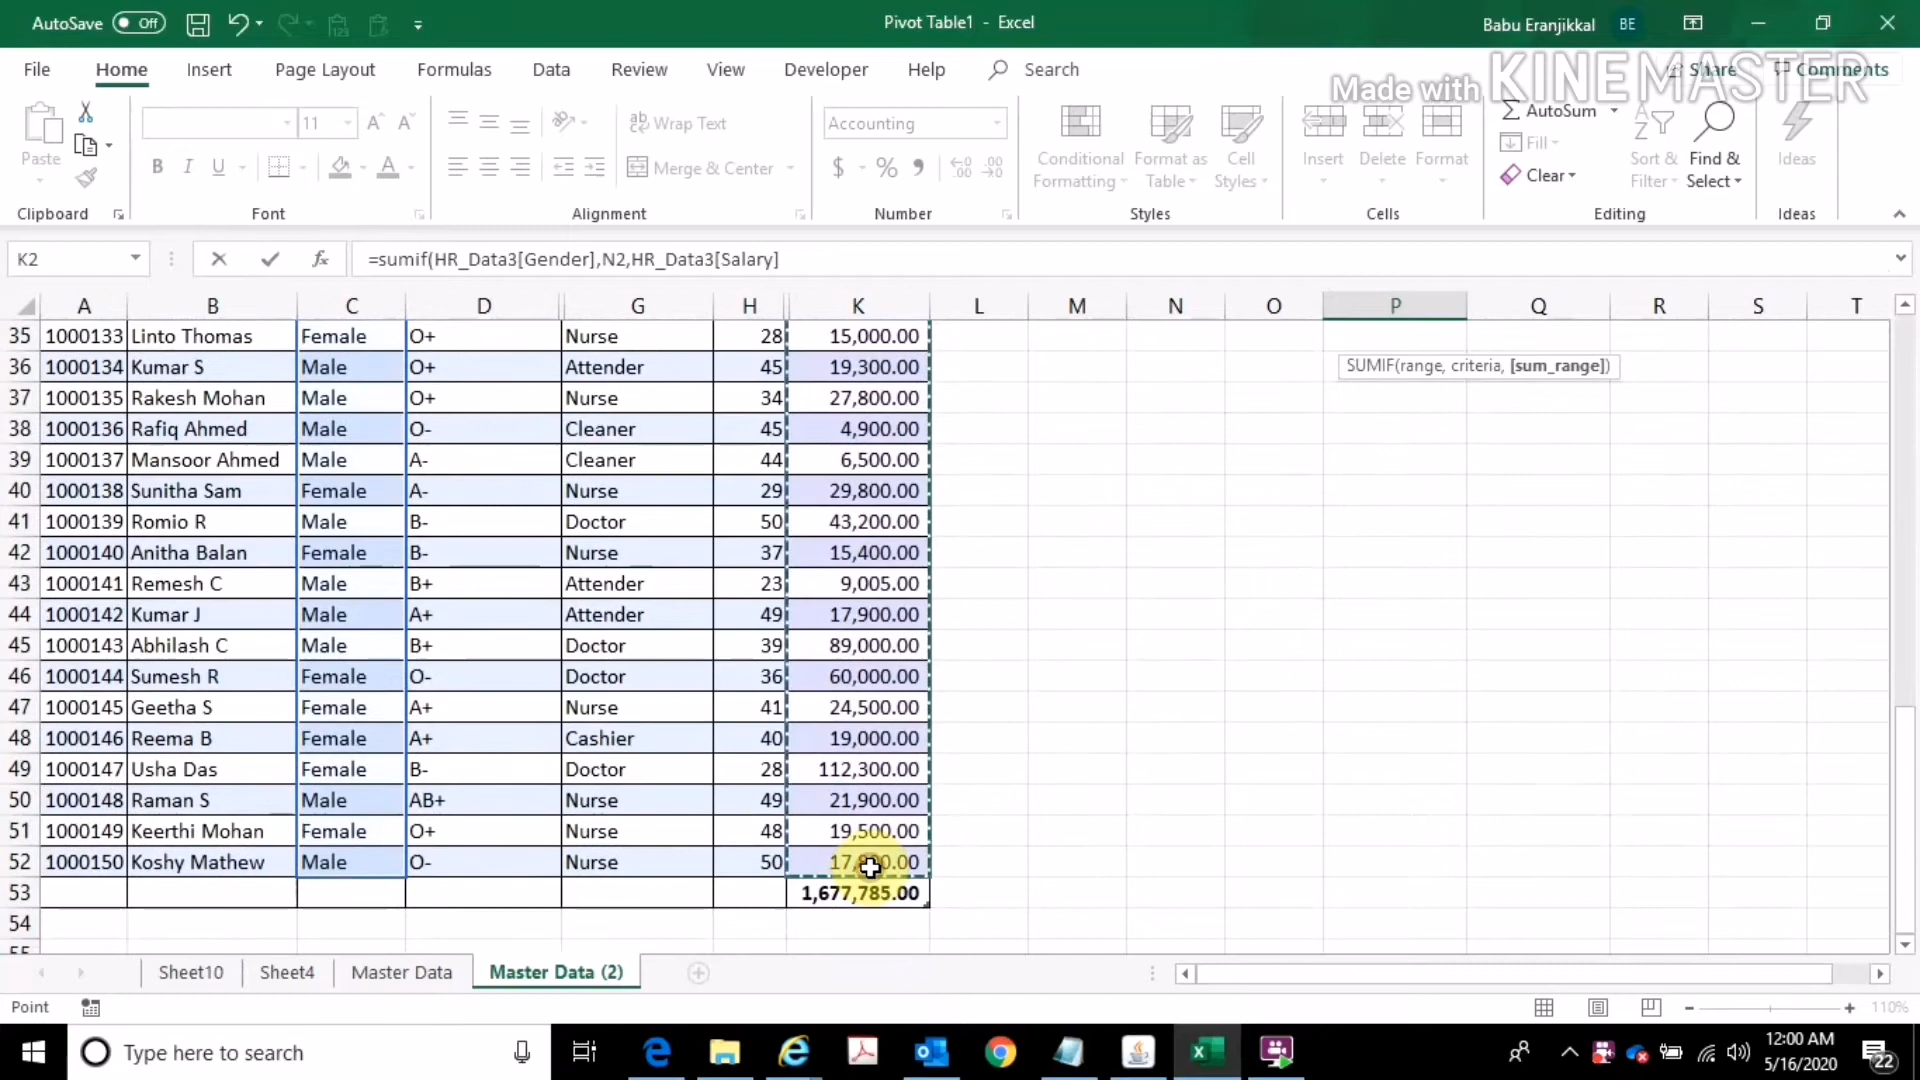 AutoSave Off
Pivot Table1 - Excel
Babu Eranjikkal BE
File Home Insert Page Layout Formulas Data Review View Developer Help Search
Share Comments
Made with KINEMASTER
Paste
11
Wrap Text
Merge & Center
Accounting
Conditional Formatting
Format as Table
Cell Styles
Insert Delete Format
AutoSum
Fill
Clear
Sort & Filter
Find & Select
Ideas
Clipboard Font Alignment Number Styles Cells Editing Ideas
K2 fx =sumif(HR_Data3[Gender],N2,HR_Data3[Salary]
A B C D G H K L M N O P Q R S T
SUMIF(range, criteria, [sum_range])
35 1000133 Linto Thomas Female O+ Nurse 28 15,000.00
36 1000134 Kumar S Male O+ Attender 45 19,300.00
37 1000135 Rakesh Mohan Male O+ Nurse 34 27,800.00
38 1000136 Rafiq Ahmed Male O- Cleaner 45 4,900.00
39 1000137 Mansoor Ahmed Male A- Cleaner 44 6,500.00
40 1000138 Sunitha Sam Female A- Nurse 29 29,800.00
41 1000139 Romio R Male B- Doctor 50 43,200.00
42 1000140 Anitha Balan Female B- Nurse 37 15,400.00
43 1000141 Remesh C Male B+ Attender 23 9,005.00
44 1000142 Kumar J Male A+ Attender 49 17,900.00
45 1000143 Abhilash C Male B+ Doctor 39 89,000.00
46 1000144 Sumesh R Female O- Doctor 36 60,000.00
47 1000145 Geetha S Female A+ Nurse 41 24,500.00
48 1000146 Reema B Female A+ Cashier 40 19,000.00
49 1000147 Usha Das Female B- Doctor 28 112,300.00
50 1000148 Raman S Male AB+ Nurse 49 21,900.00
51 1000149 Keerthi Mohan Female O+ Nurse 48 19,500.00
52 1000150 Koshy Mathew Male O- Nurse 50
53 1,677,785.00
54
55
Sheet10 Sheet4 Master Data Master Data (2)
Point
110%
Type here to search
12:00 AM
5/16/2020
22